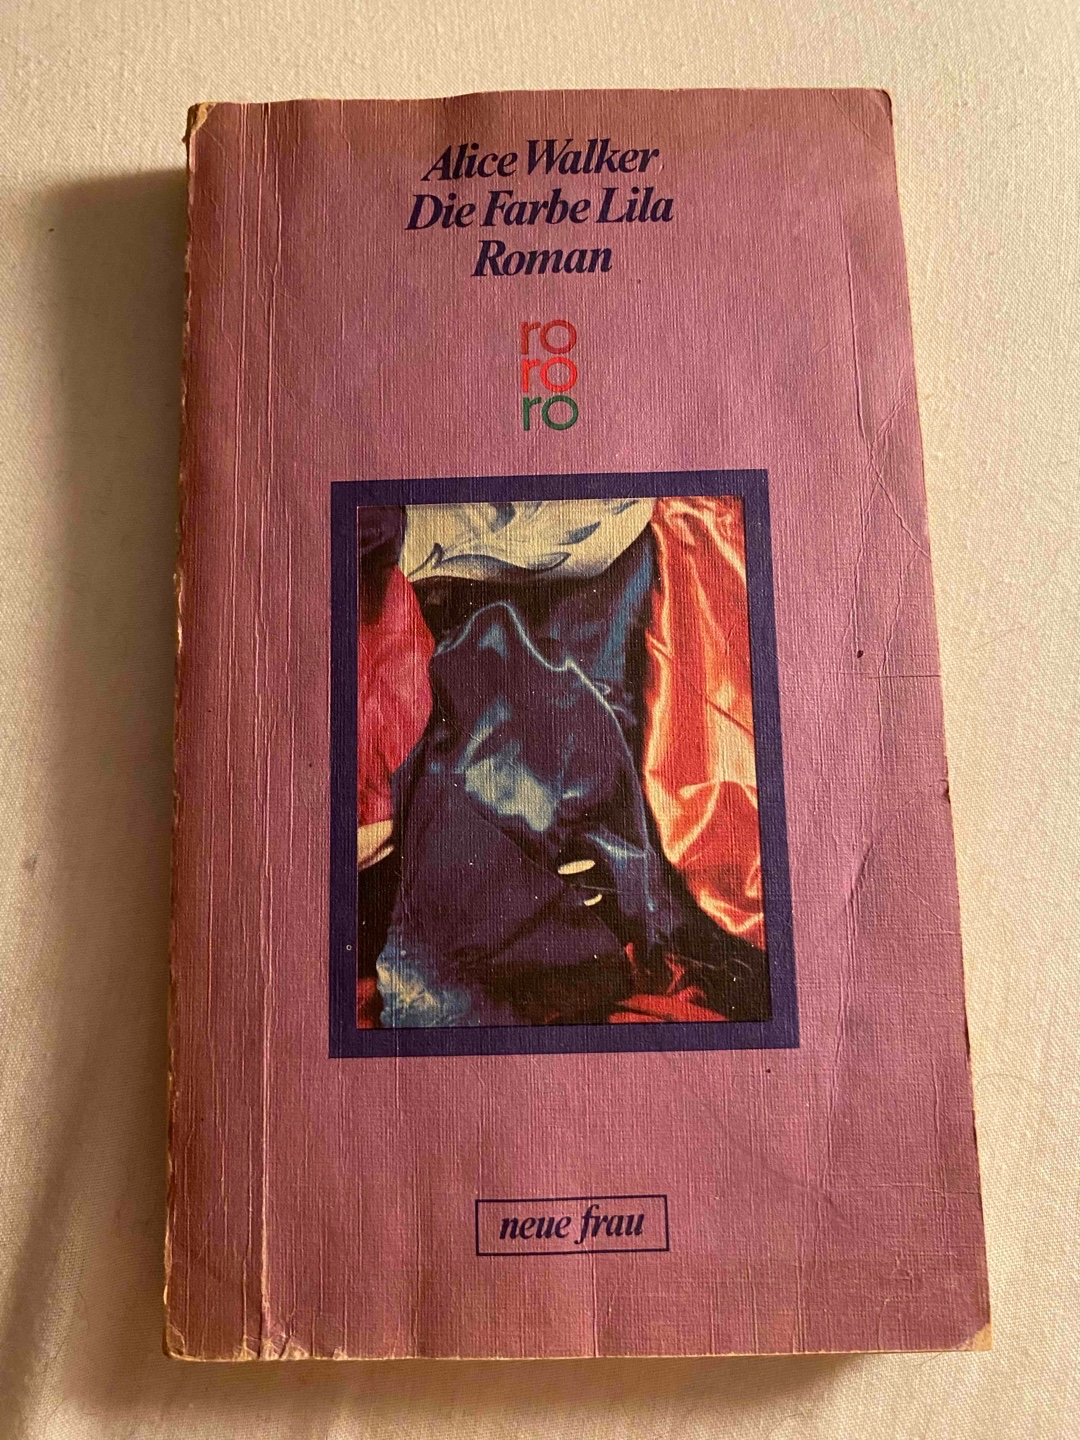 Alice Walker
Die Farbe Lila
Roman
ro
ro
ro
neue frau